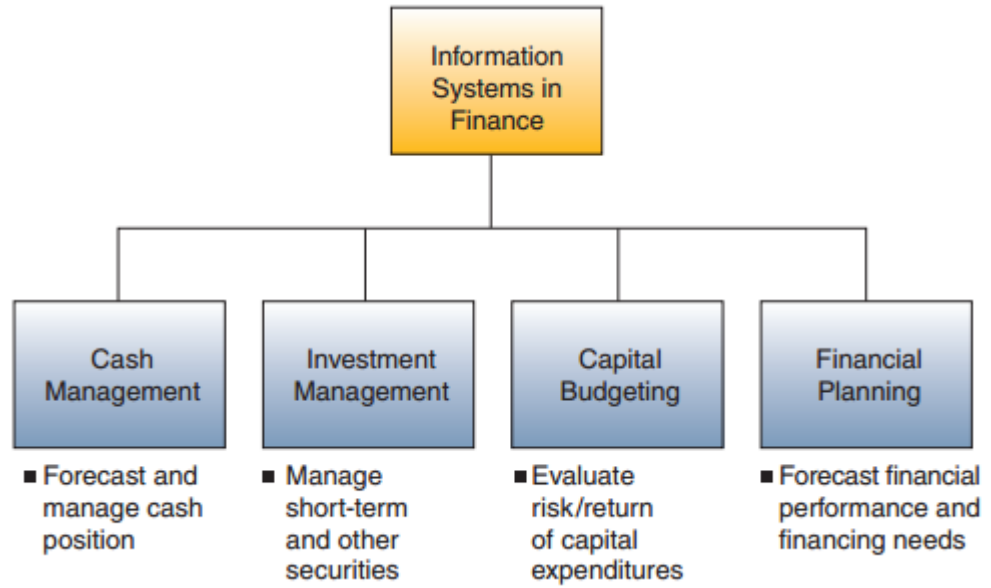 Information
Systems in
Finance
Cash
Management
Investment
Management
Capital
Budgeting
Financial
Planning
■ Forecast and
manage cash
position
■ Manage
short-term
and other
securities
■ Evaluate
risk/return
of capital
expenditures
■ Forecast financial
performance and
financing needs